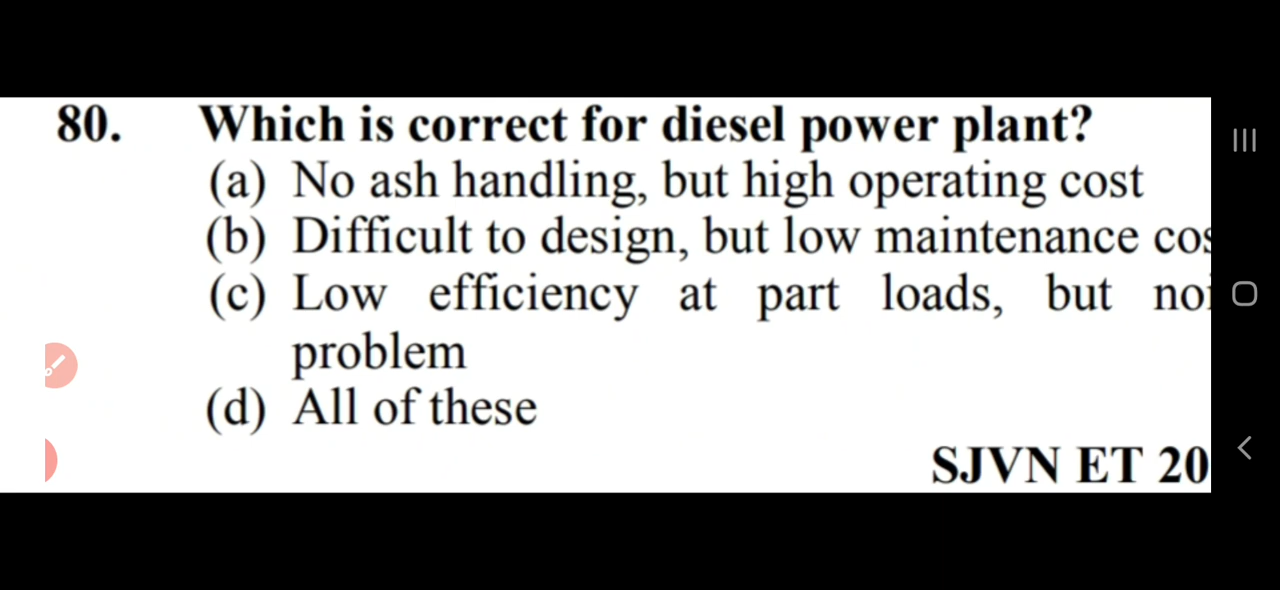 80. Which is correct for diesel power plant?
(a) No ash handling, but high operating cost
(b) Difficult to design, but low maintenance
(c) Low efficiency at part loads, but
problem
(d) All of these
SJVN ET 20